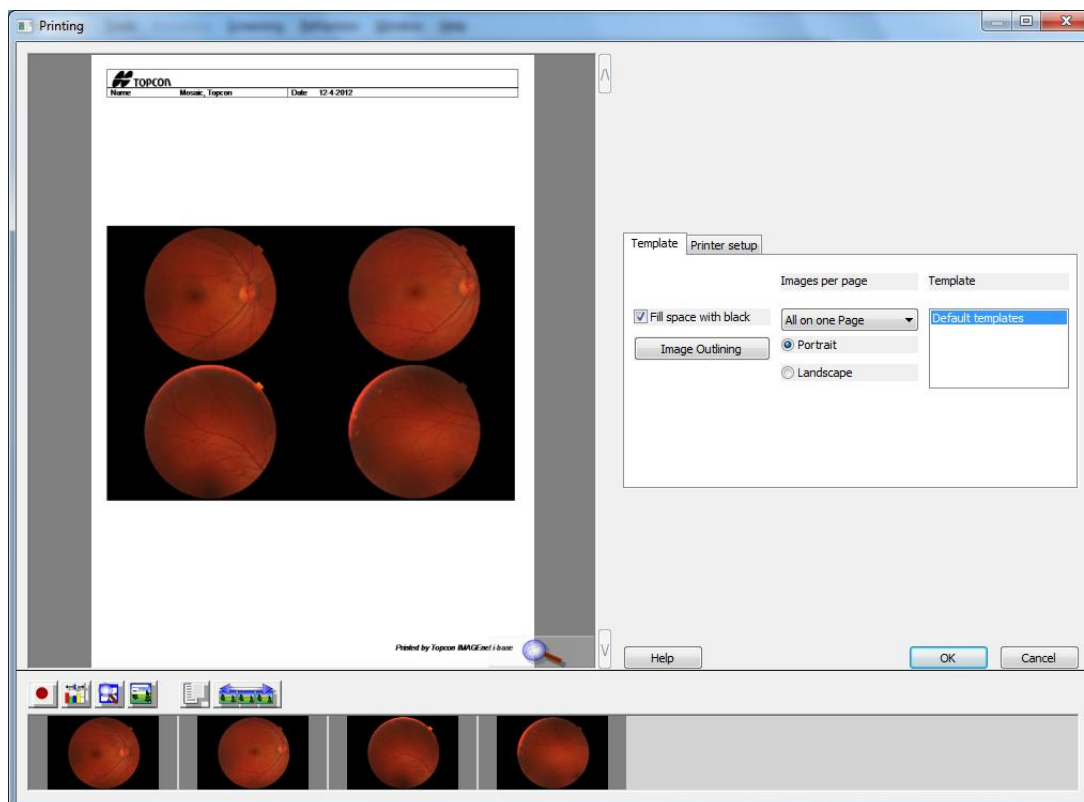 Printing
TOPCON
Name Mosaic, Topcon Date 12-4-2012
Template Printer setup
Images per page Template
Fill space with black All on one Page Default templates
Image Outlining Portrait
Landscape
Printed by Topcon IMAGEnet i-base
Help OK Cancel